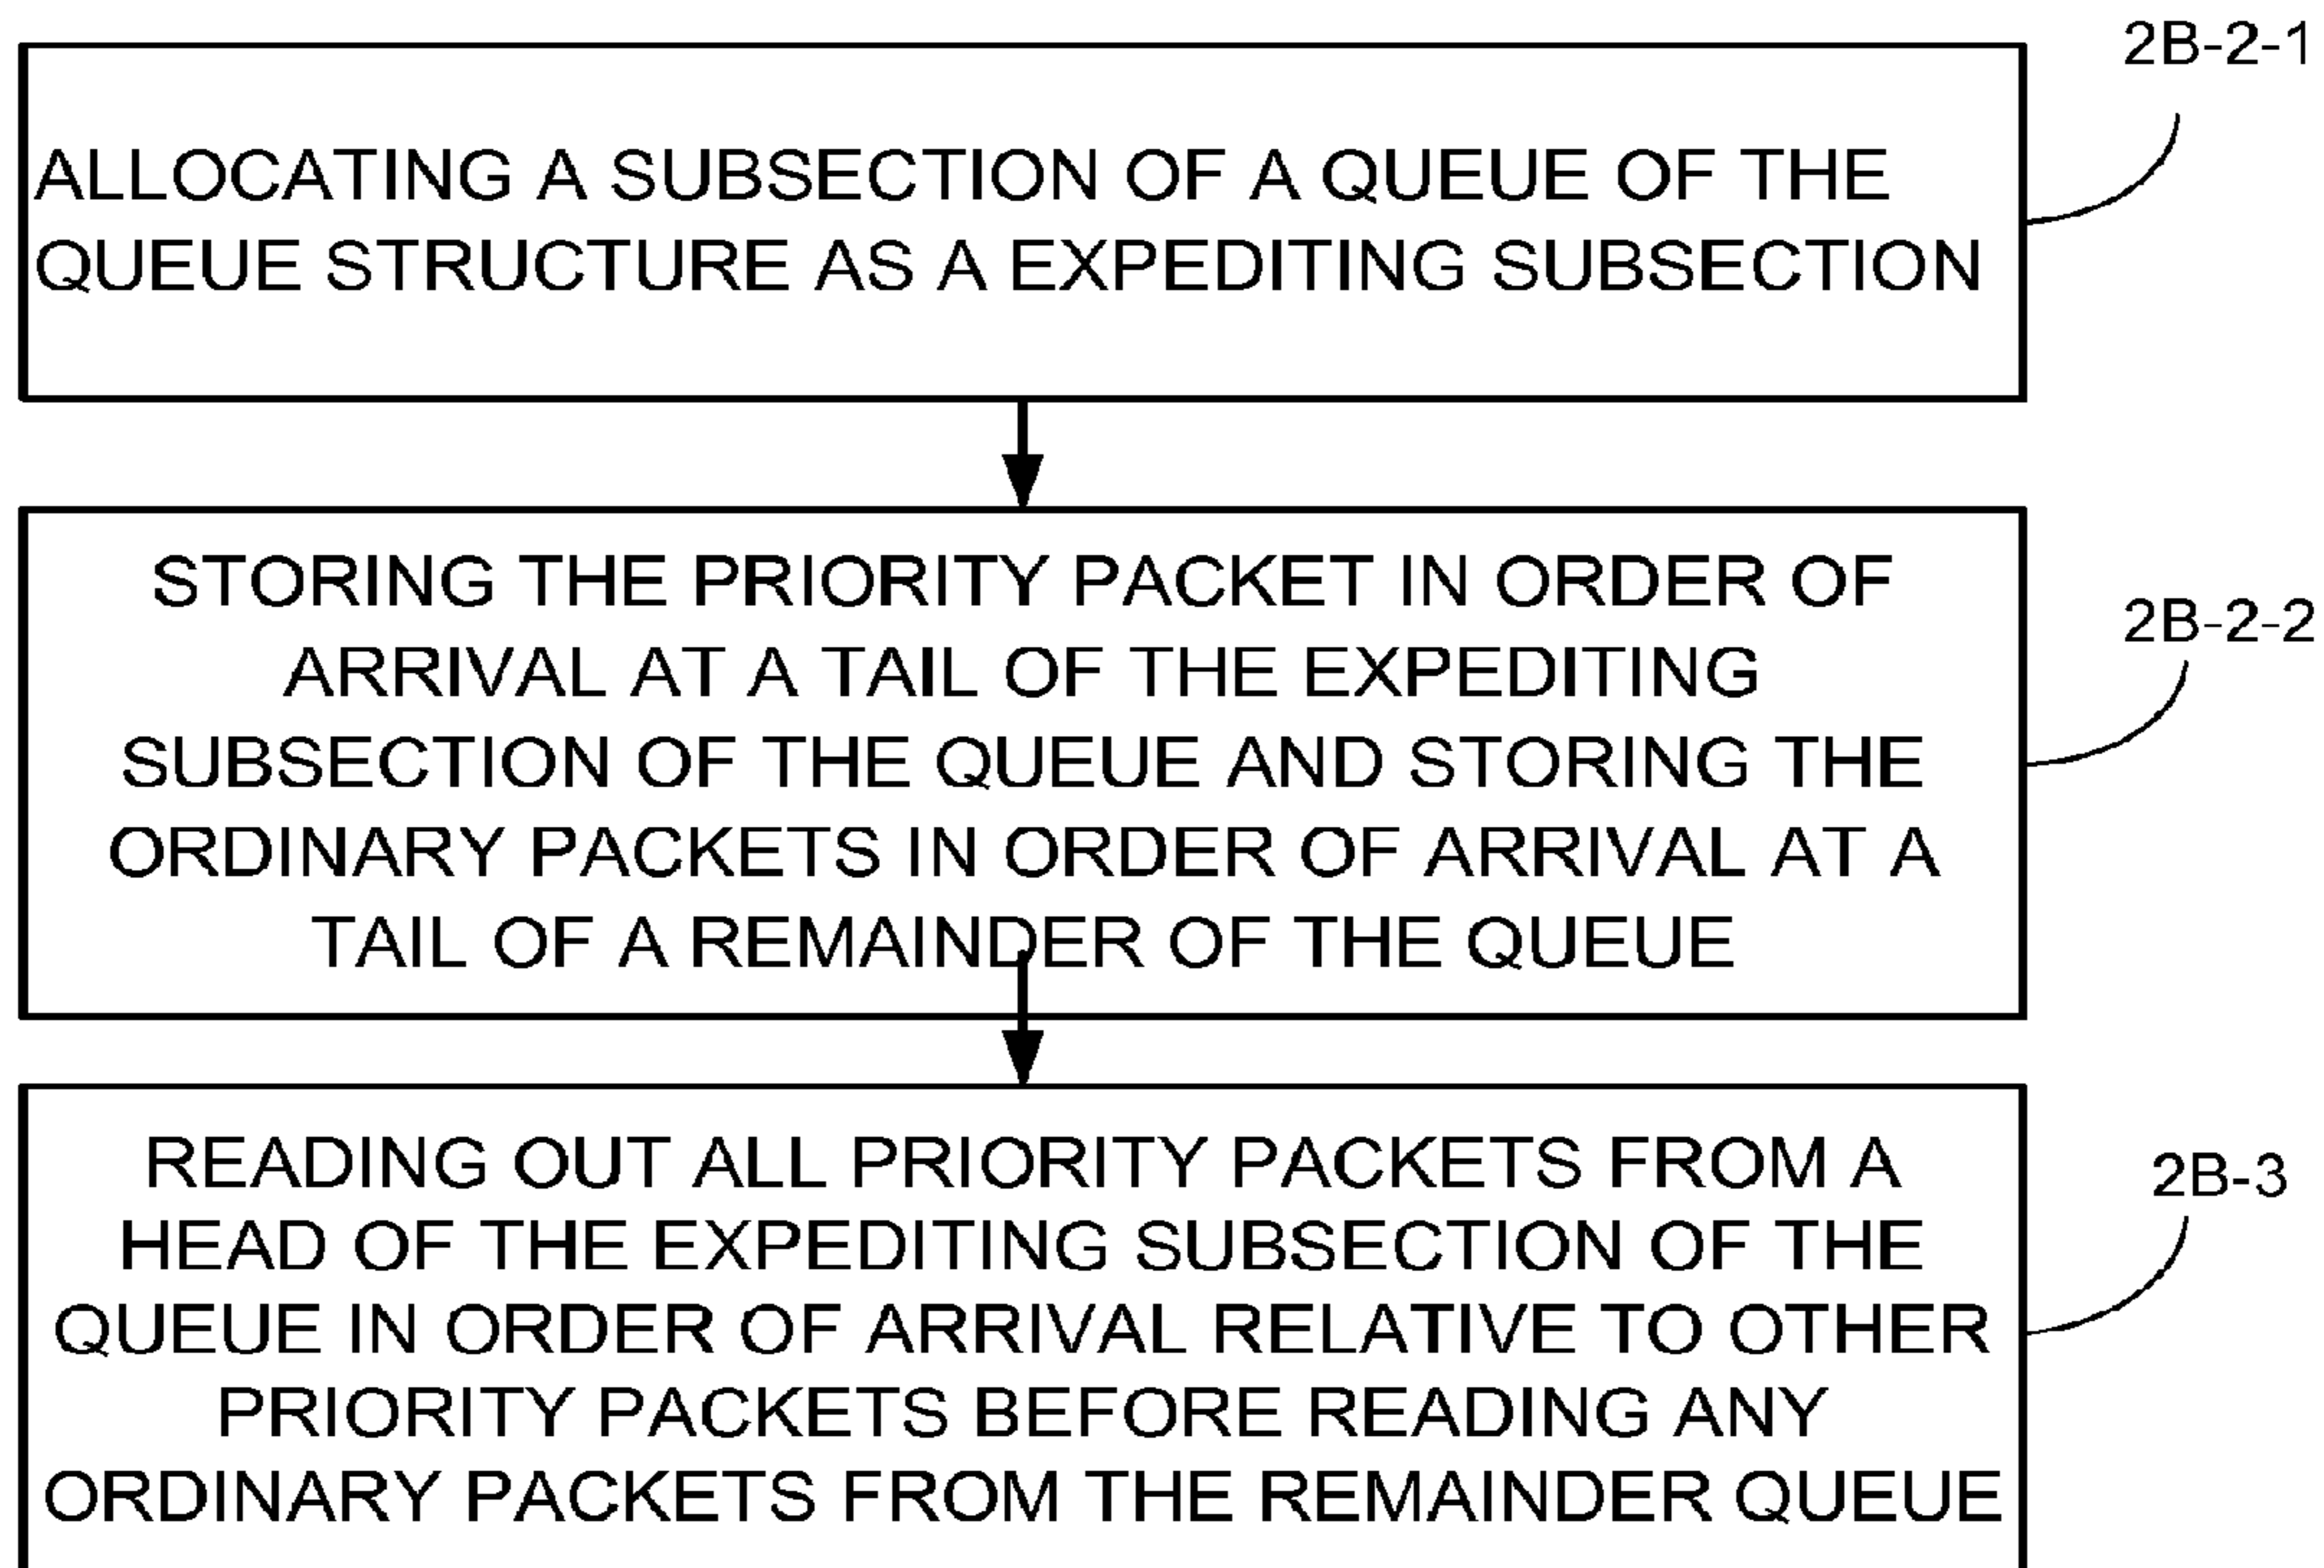 2B-2-1
ALLOCATING A SUBSECTION OF A QUEUE OF THE
QUEUE STRUCTURE AS A EXPEDITING SUBSECTION
STORING THE PRIORITY PACKET IN ORDER OF
ARRIVAL AT A TAIL OF THE EXPEDITING
SUBSECTION OF THE QUEUE AND STORING THE
ORDINARY PACKETS IN ORDER OF ARRIVAL AT A
TAIL OF A REMAINDER OF THE QUEUE
2B-2-2
READING OUT ALL PRIORITY PACKETS FROM A
HEAD OF THE EXPEDITING SUBSECTION OF THE
QUEUE IN ORDER OF ARRIVAL RELATIVE TO OTHER
PRIORITY PACKETS BEFORE READING ANY
ORDINARY PACKETS FROM THE REMAINDER QUEUE
2B-3